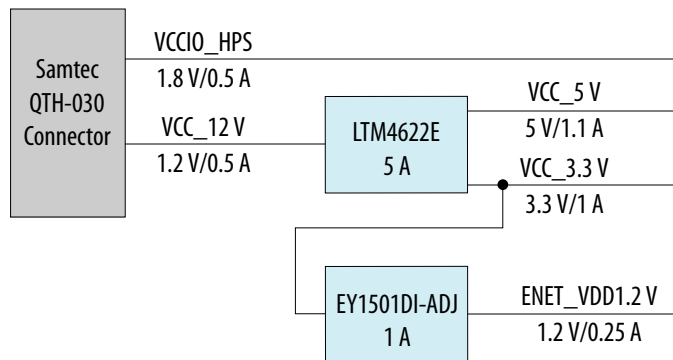 Samtec
QTH-030
Connector
VCCIO_HPS
1.8 V/0.5 A
VCC_12 V
1.2 V/0.5 A
LTM4622E
5 A
VCC_5 V
5 V/1.1 A
VCC_3.3 V
3.3 V/1 A
EY1501DI-ADJ
1 A
ENET_VDD1.2 V
1.2 V/0.25 A